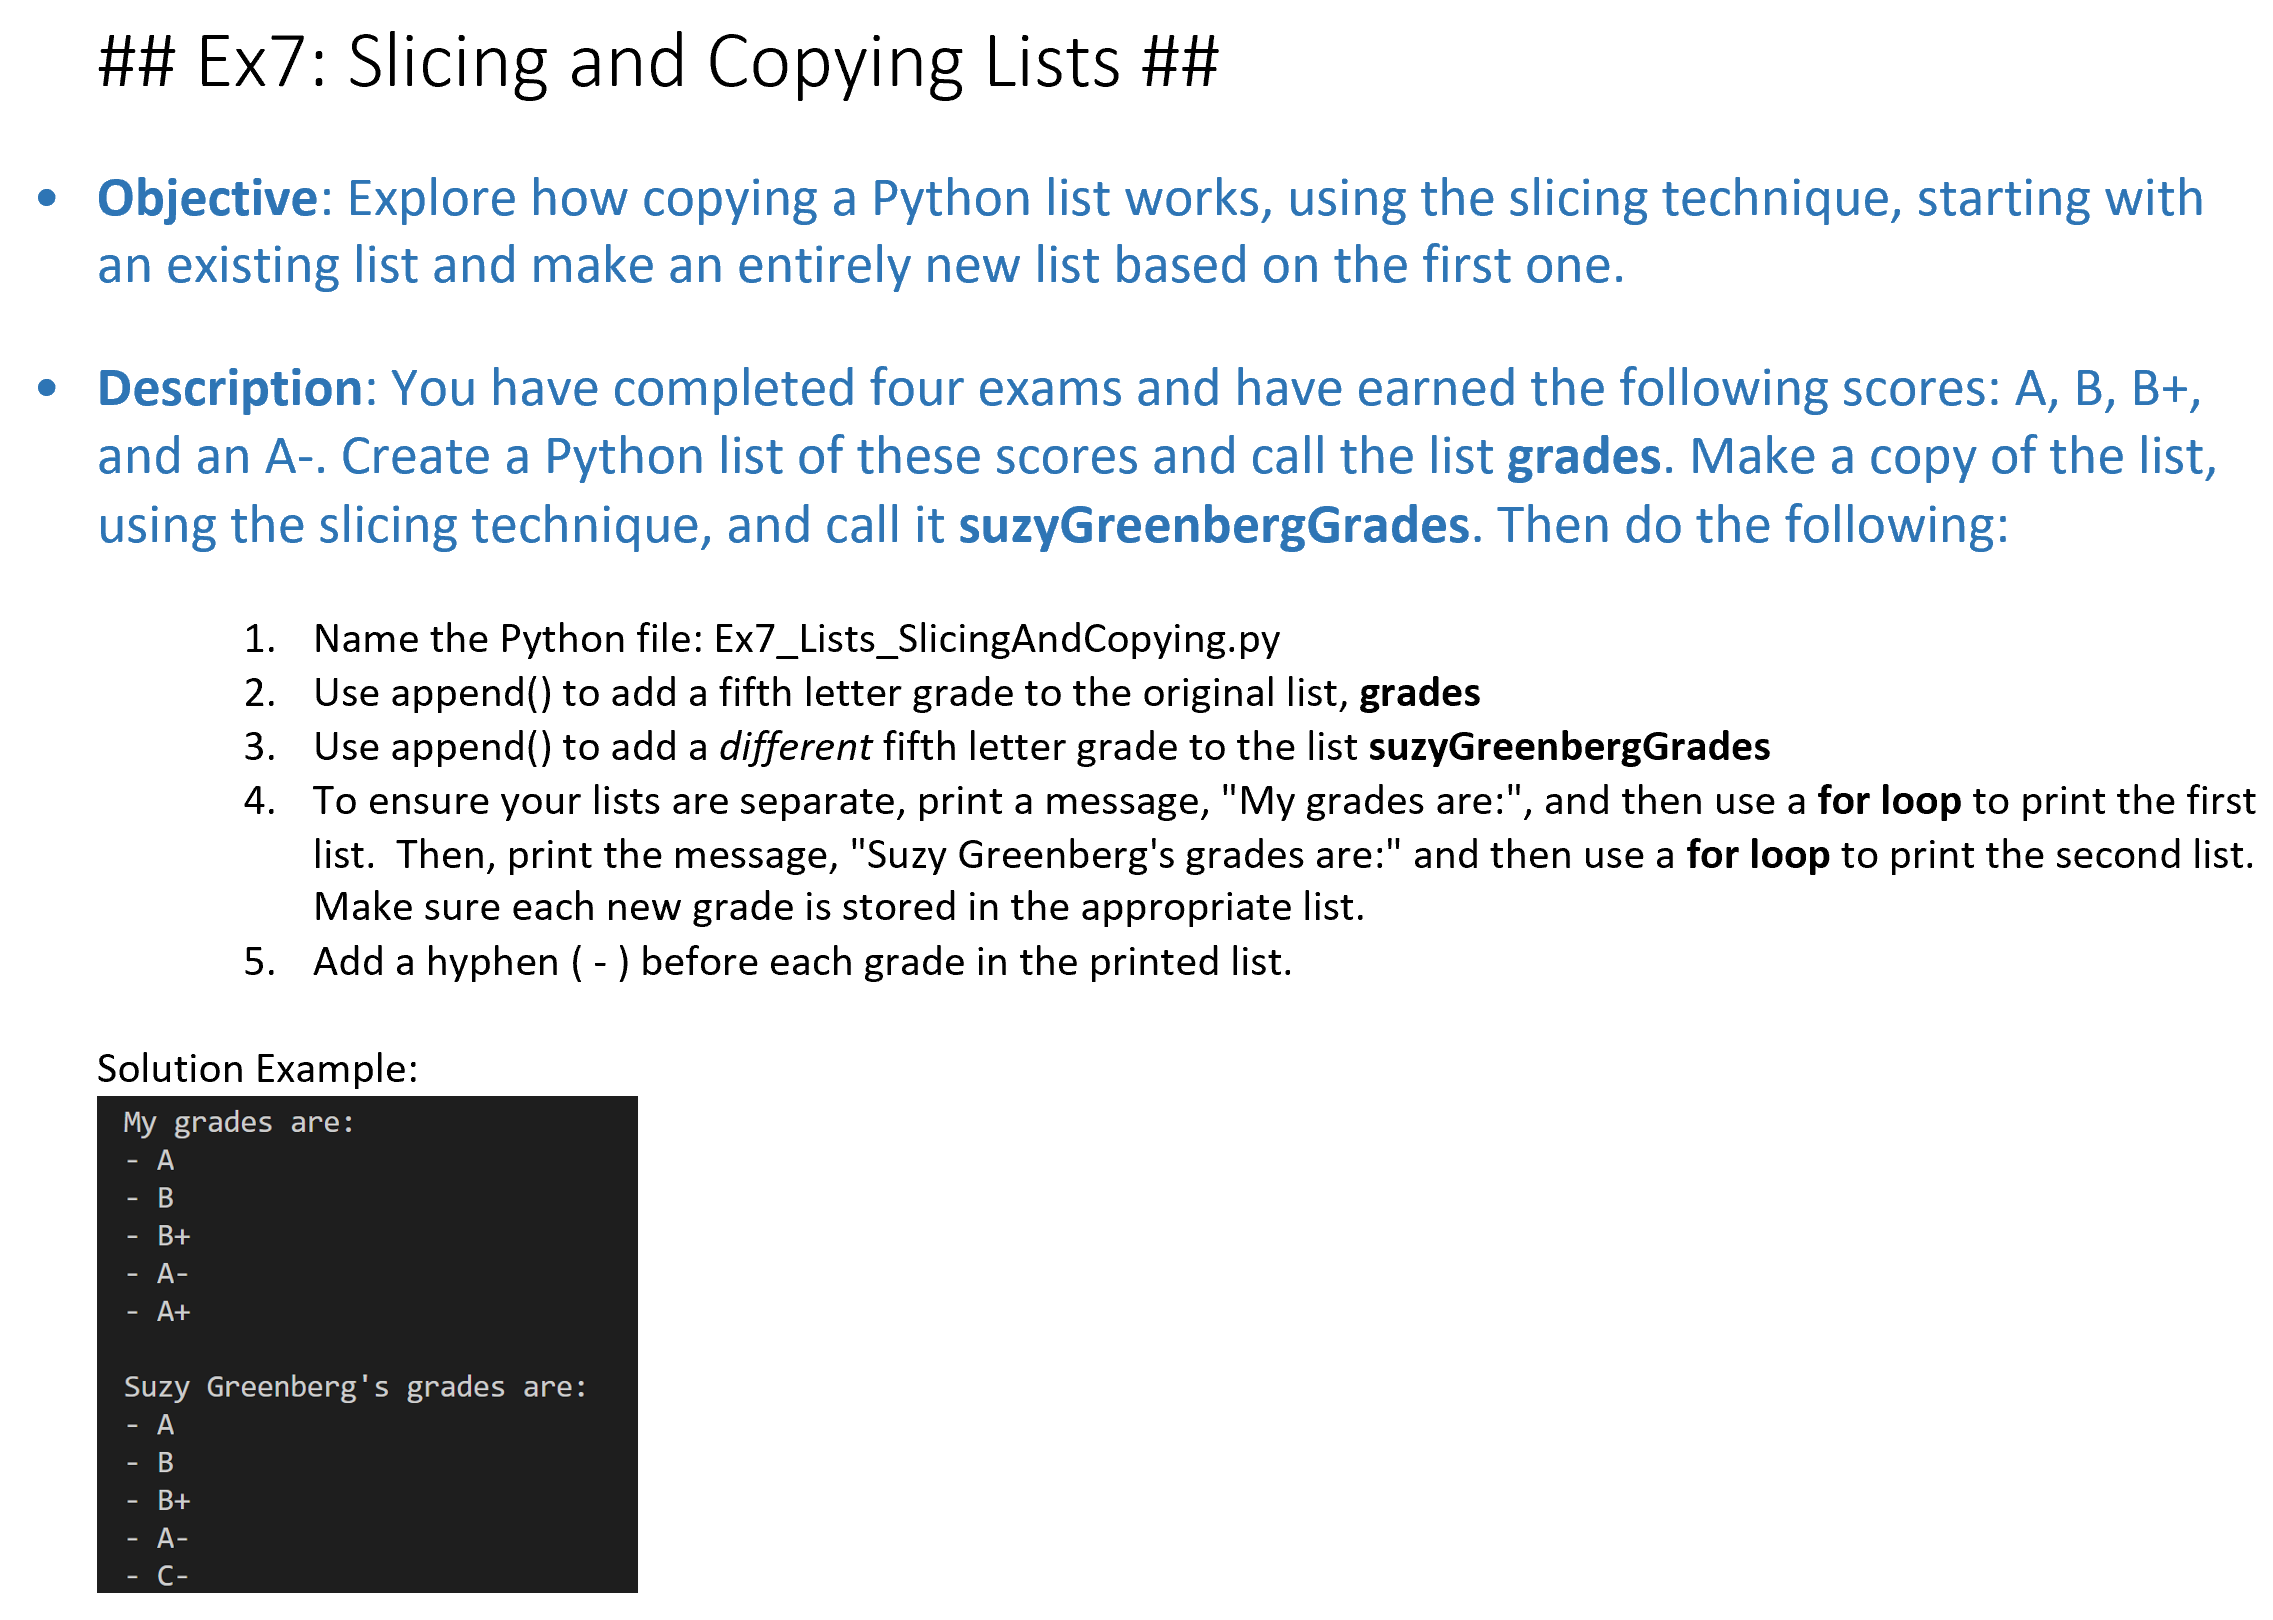 ## Ex7: Slicing and Copying Lists ##
• Objective: Explore how copying a Python list works, using the slicing technique, starting with
an existing list and make an entirely new list based on the first one.
• Description: You have completed four exams and have earned the following scores: A, B, B+,
and an A-. Create a Python list of these scores and call the list grades. Make a copy of the list,
using the slicing technique, and call it suzyGreenbergGrades. Then do the following:
1. Name the Python file: Ex7_Lists_SlicingAndCopying.py
2. Use append() to add a fifth letter grade to the original list, grades
3. Use append() to add a different fifth letter grade to the list suzyGreenbergGrades
4. To ensure your lists are separate, print a message, "My grades are:", and then use a for loop to print the first
list.  Then, print the message, "Suzy Greenberg's grades are:" and then use a for loop to print the second list.
Make sure each new grade is stored in the appropriate list.
5. Add a hyphen ( - ) before each grade in the printed list.
Solution Example:
My grades are:
- A
- B
- B+
- A-
- A+
Suzy Greenberg's grades are:
- A
- B
- B+
- A-
- C-